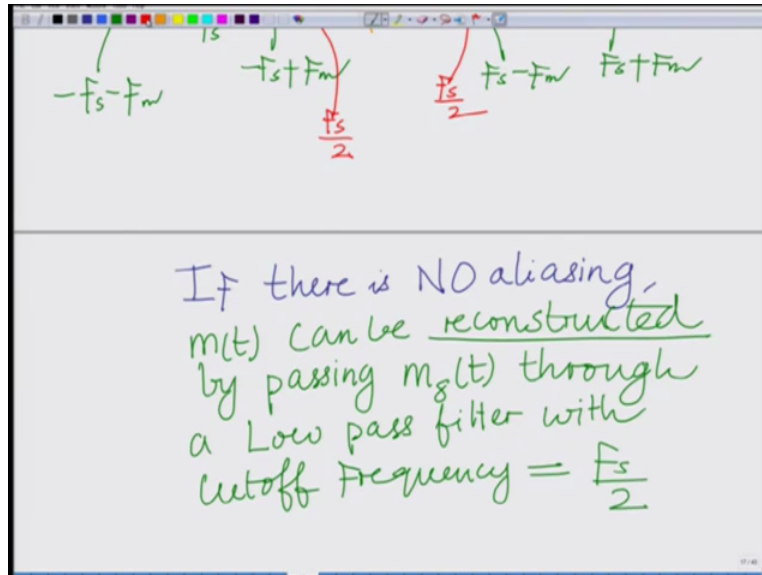 -Fs-Fm
-Fs+Fm
Fs/2
Fs/2
Fs-Fm
Fs+Fm
If there is NO aliasing,
m(t) can be reconstructed
by passing mδ(t) through
a Low pass filter with
Cutoff Frequency = Fs/2